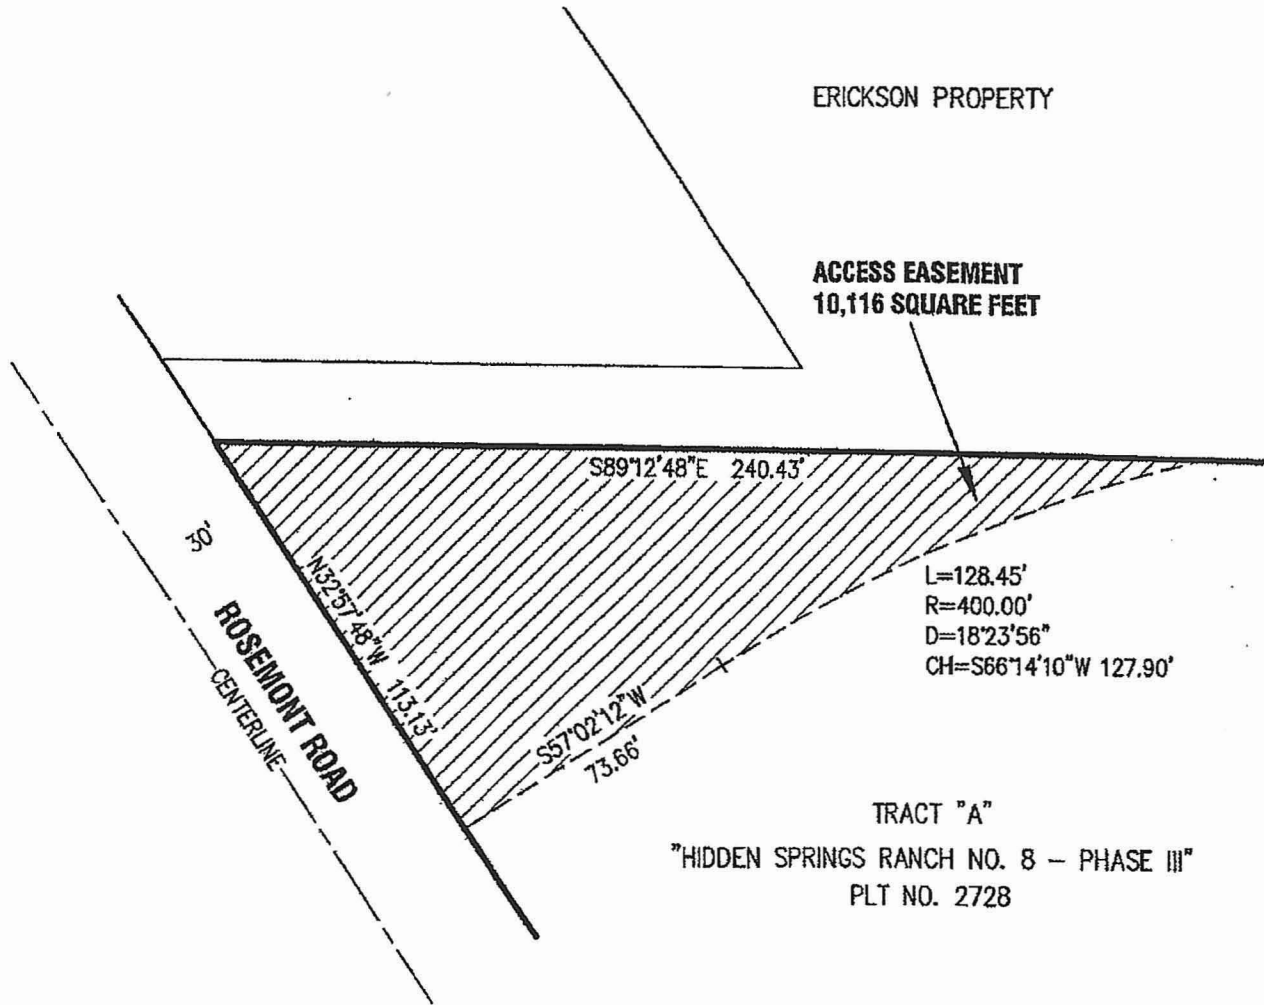 ERICKSON PROPERTY
ACCESS EASEMENT
10,116 SQUARE FEET
S89°12'48"E 240.43'
30'
N32°57'48"W 113.13'
ROSEMONT ROAD
CENTERLINE
L=128.45'
R=400.00'
D=18°23'56"
CH=S66°14'10"W 127.90'
S57°02'12"W
73.66'
TRACT "A"
"HIDDEN SPRINGS RANCH NO. 8 – PHASE III"
PLT NO. 2728